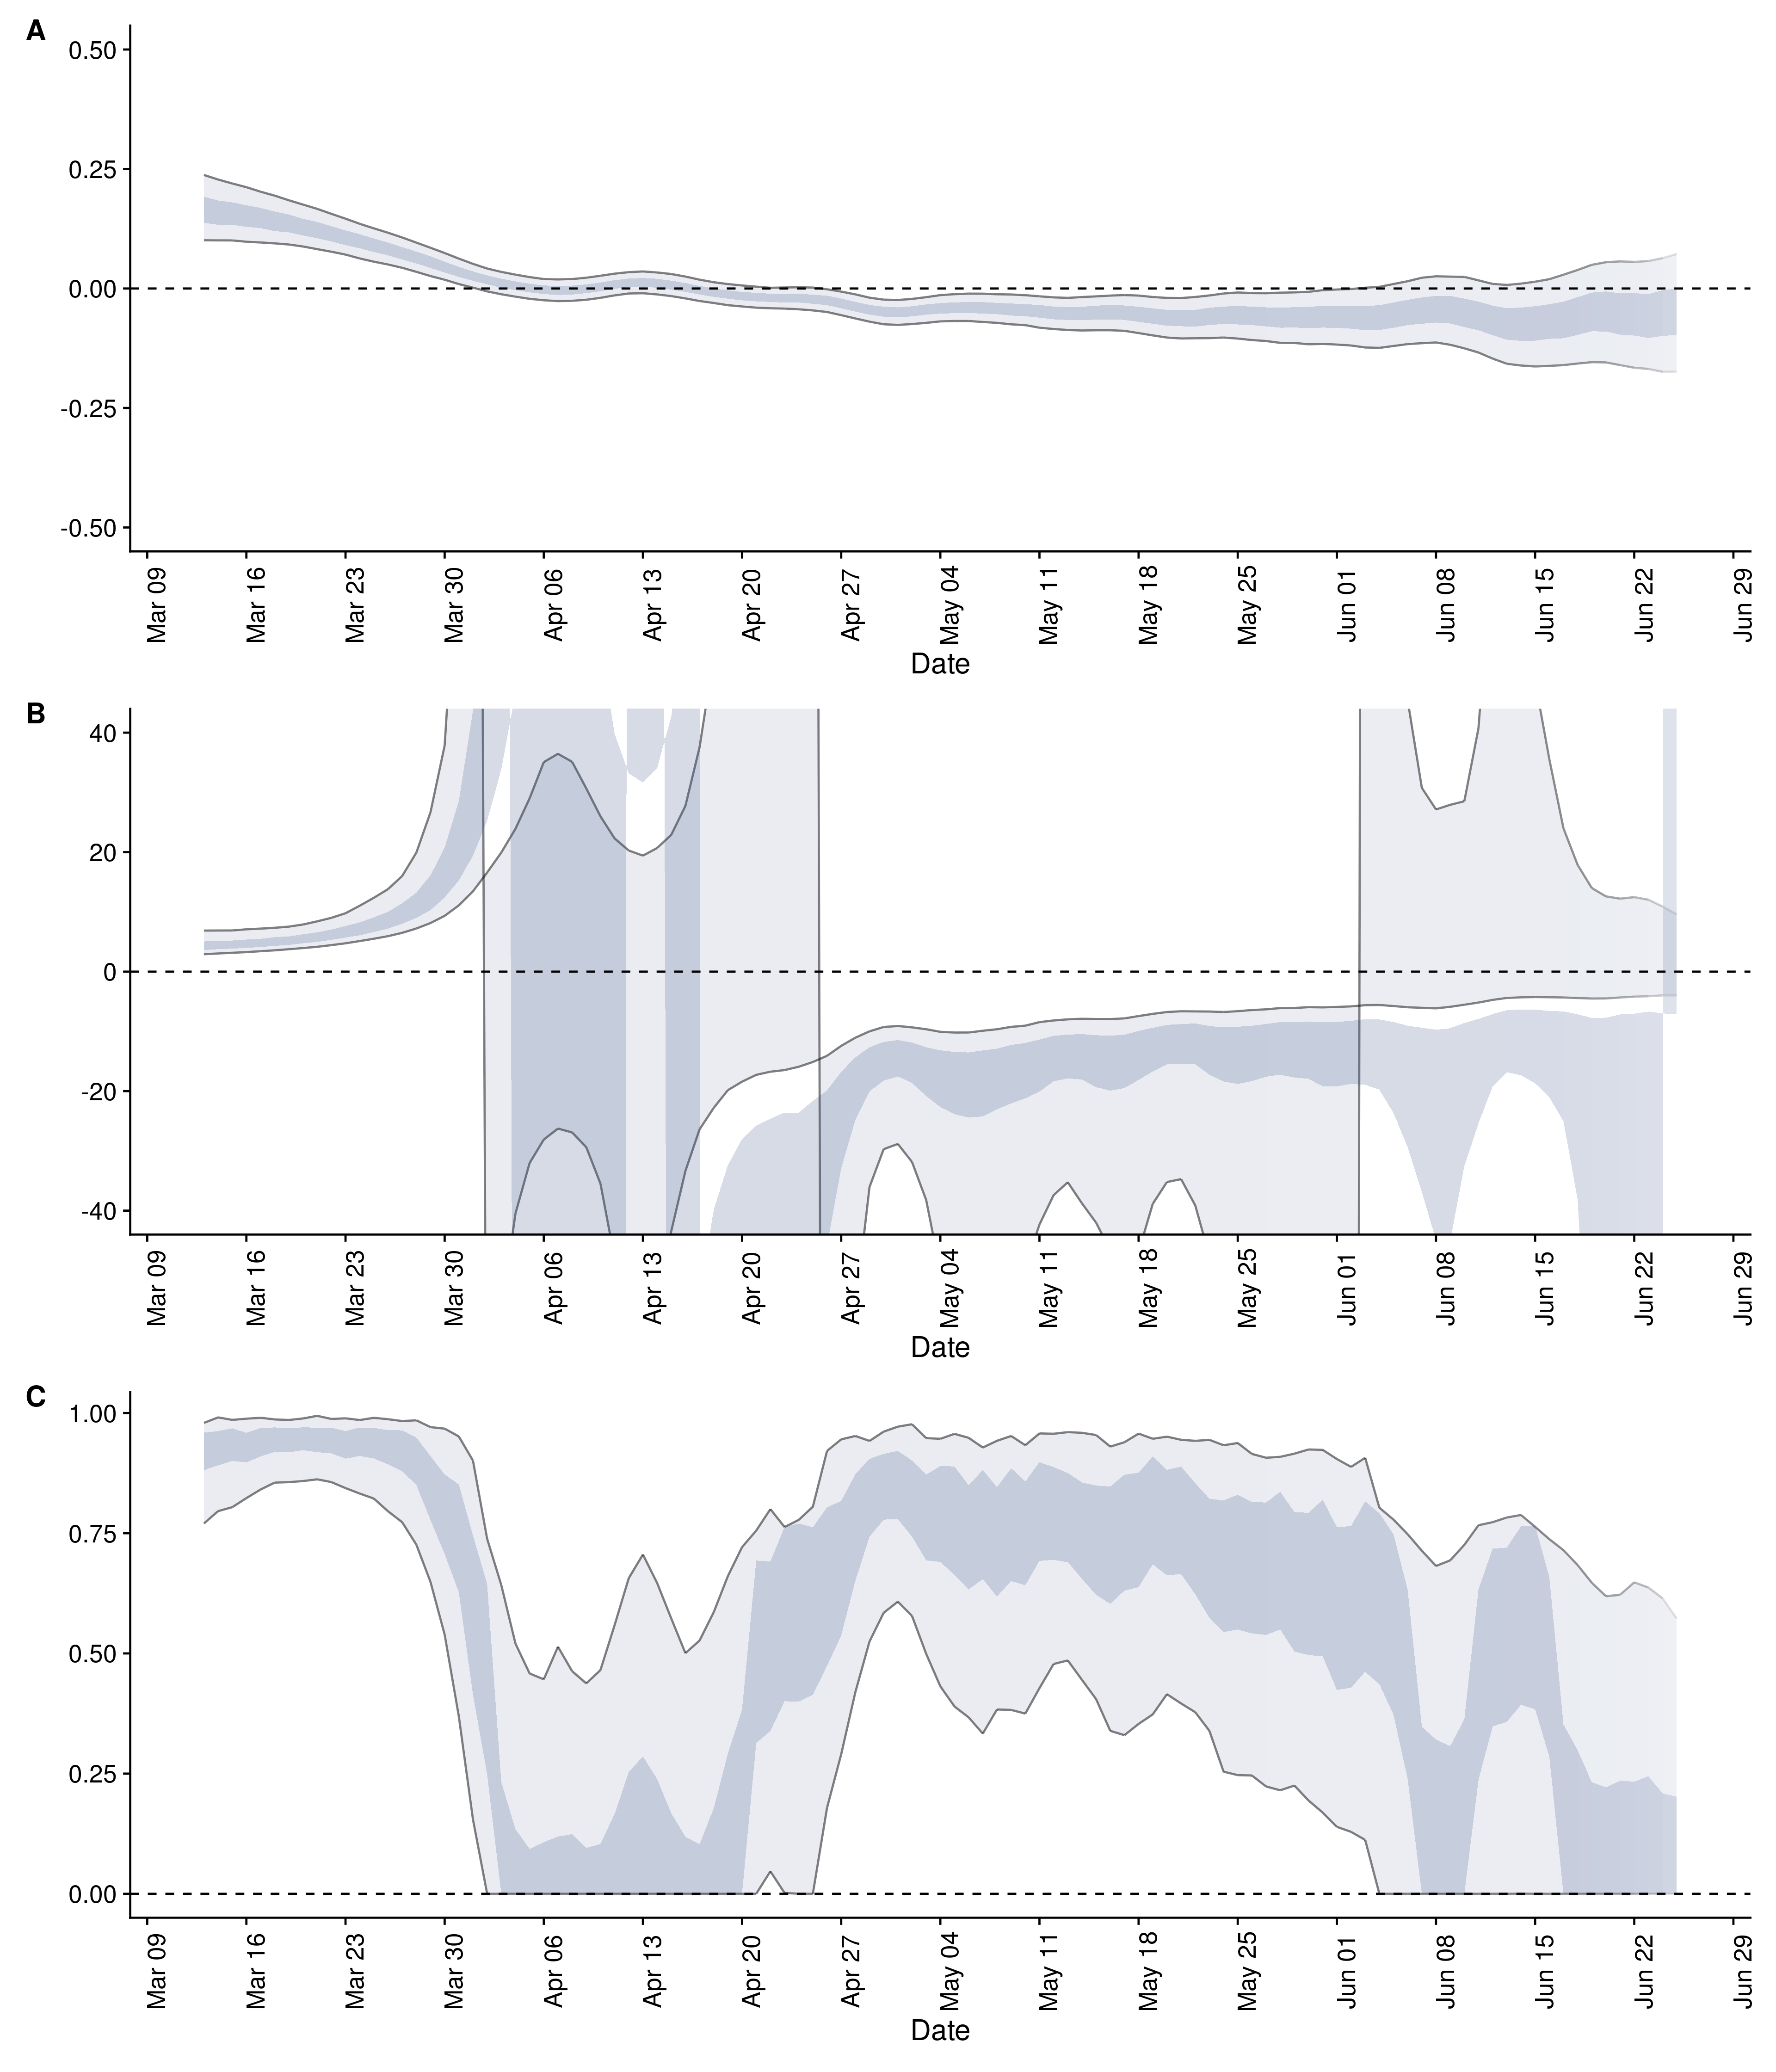 A
0.50
0.25
0.00
-0.25
-0.50
Mar 09
Mar 16
Mar 23
Mar 30
Apr 06
Apr 13
Apr 20
Apr 27
May 04
May 11
May 18
May 25
Jun 01
Jun 08
Jun 15
Jun 22
Jun 29
Date
B
40
20
0
-20
-40
Mar 09
Mar 16
Mar 23
Mar 30
Apr 06
Apr 13
Apr 20
Apr 27
May 04
May 11
May 18
May 25
Jun 01
Jun 08
Jun 15
Jun 22
Jun 29
Date
C
1.00
0.75
0.50
0.25
0.00
Mar 09
Mar 16
Mar 23
Mar 30
Apr 06
Apr 13
Apr 20
Apr 27
May 04
May 11
May 18
May 25
Jun 01
Jun 08
Jun 15
Jun 22
Jun 29
Date